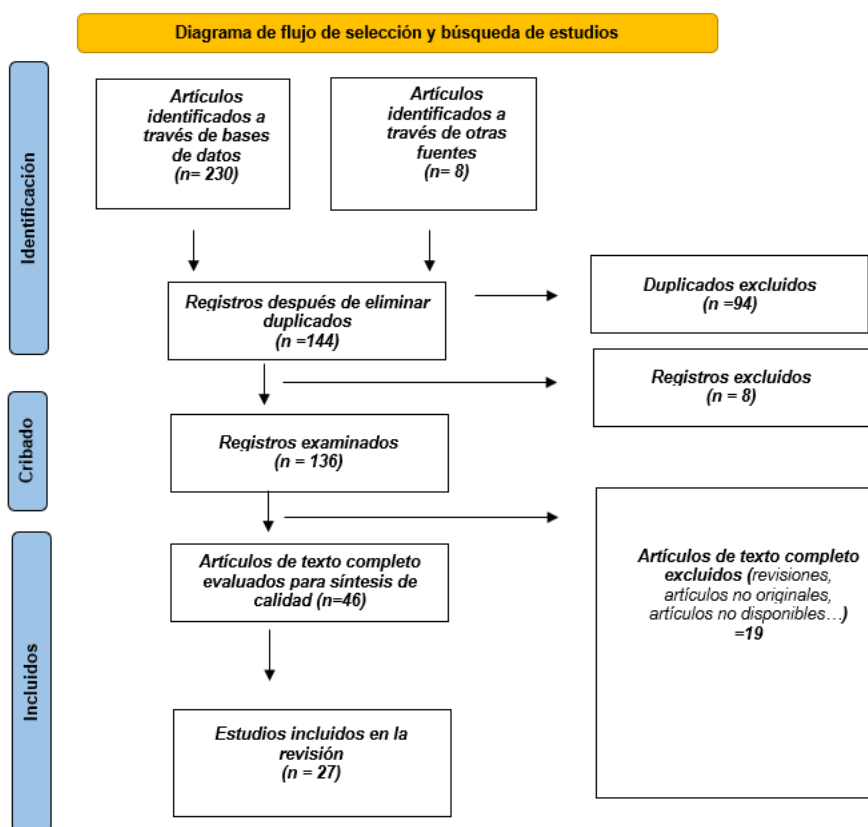 Diagrama de flujo de selección y búsqueda de estudios
Identificación
Artículos
identificados a
través de bases
de datos
(n= 230)
Artículos
identificados a
través de otras
fuentes
(n= 8)
Registros después de eliminar
duplicados
(n =144)
Duplicados excluidos
(n =94)
Registros excluidos
(n = 8)
Cribado
Registros examinados
(n = 136)
Incluidos
Artículos de texto completo
evaluados para síntesis de
calidad (n=46)
Artículos de texto completo
excluidos (revisiones,
artículos no originales,
artículos no disponibles…)
=19
Estudios incluidos en la
revisión
(n = 27)